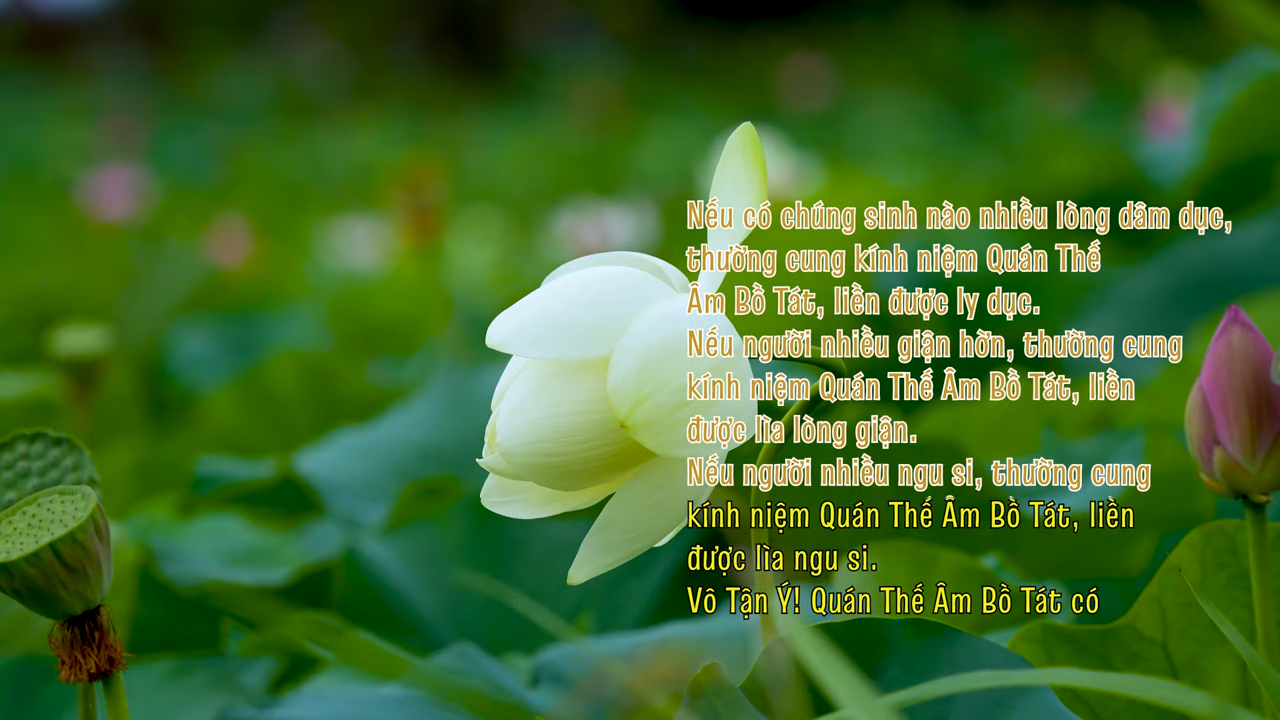 Nếu có chúng sinh nào nhiều lòng dâm dục,
thường cung kính niệm Quán Thế
Âm Bồ Tát, liền được ly dục.
Nếu người nhiều giận hờn, thường cung
kính niệm Quán Thế Âm Bồ Tát, liền
được lìa lòng giận.
Nếu người nhiều ngu si, thường cung
kính niệm Quán Thế Âm Bồ Tát, liền
được lìa ngu si.
Vô Tận Ý! Quán Thế Âm Bồ Tát có